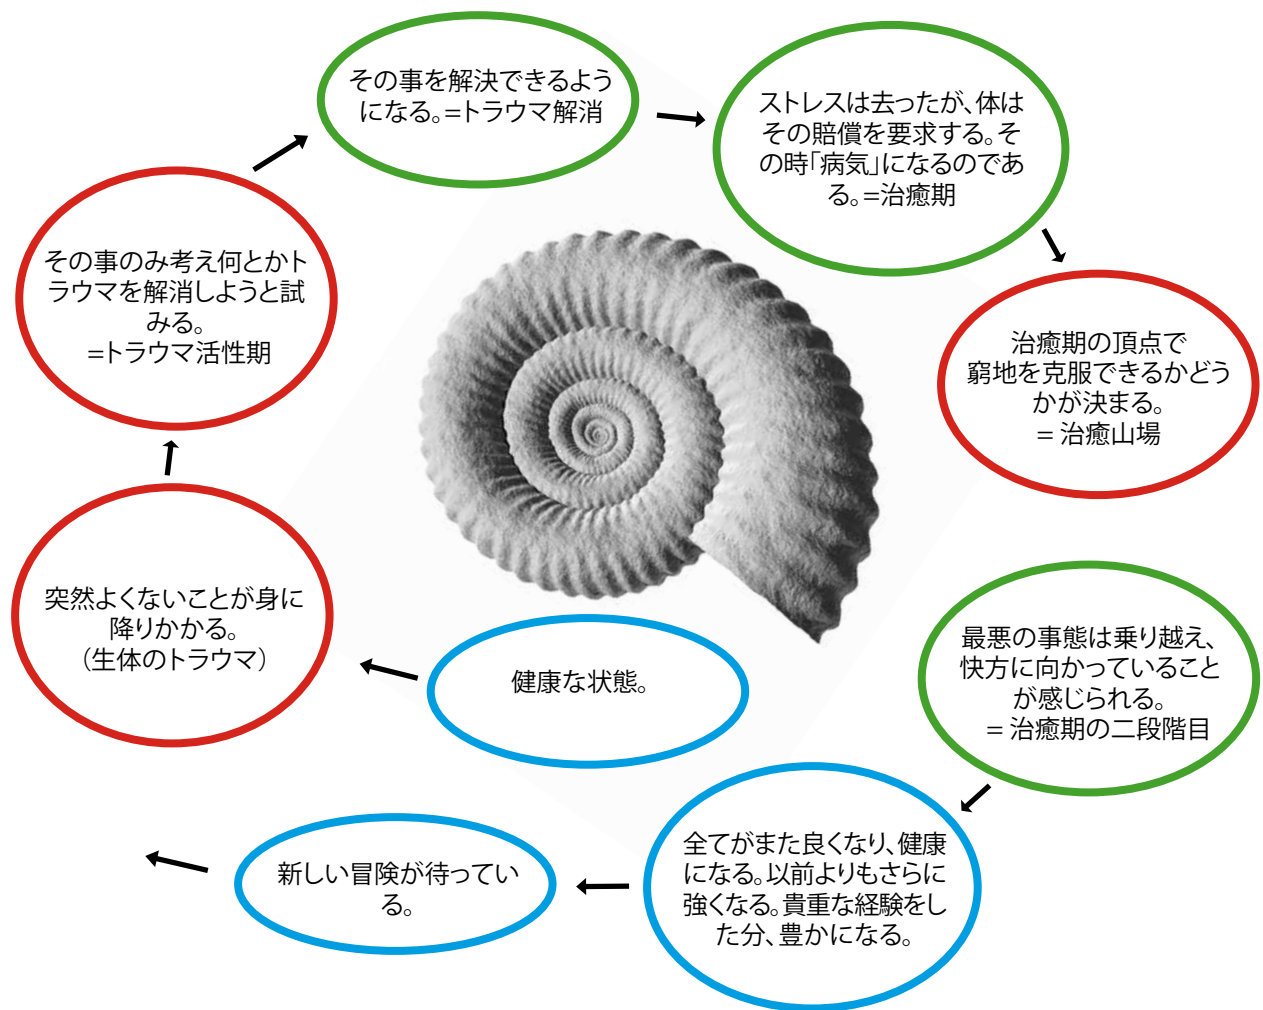 健康な状態。
突然よくないことが身に
降りかかる。
（生体のトラウマ）
その事のみ考え何とかト
ラウマを解消しようと試
みる。
=トラウマ活性期
その事を解決できるよう
になる。=トラウマ解消
ストレスは去ったが、体は
その賠償を要求する。そ
の時「病気」になるのであ
る。=治癒期
治癒期の頂点で
窮地を克服できるかどう
かが決まる。
= 治癒山場
最悪の事態は乗り越え、
快方に向かっていること
が感じられる。
= 治癒期の二段階目
全てがまた良くなり、健康
になる。以前よりもさらに
強くなる。貴重な経験をし
た分、豊かになる。
新しい冒険が待ってい
る。